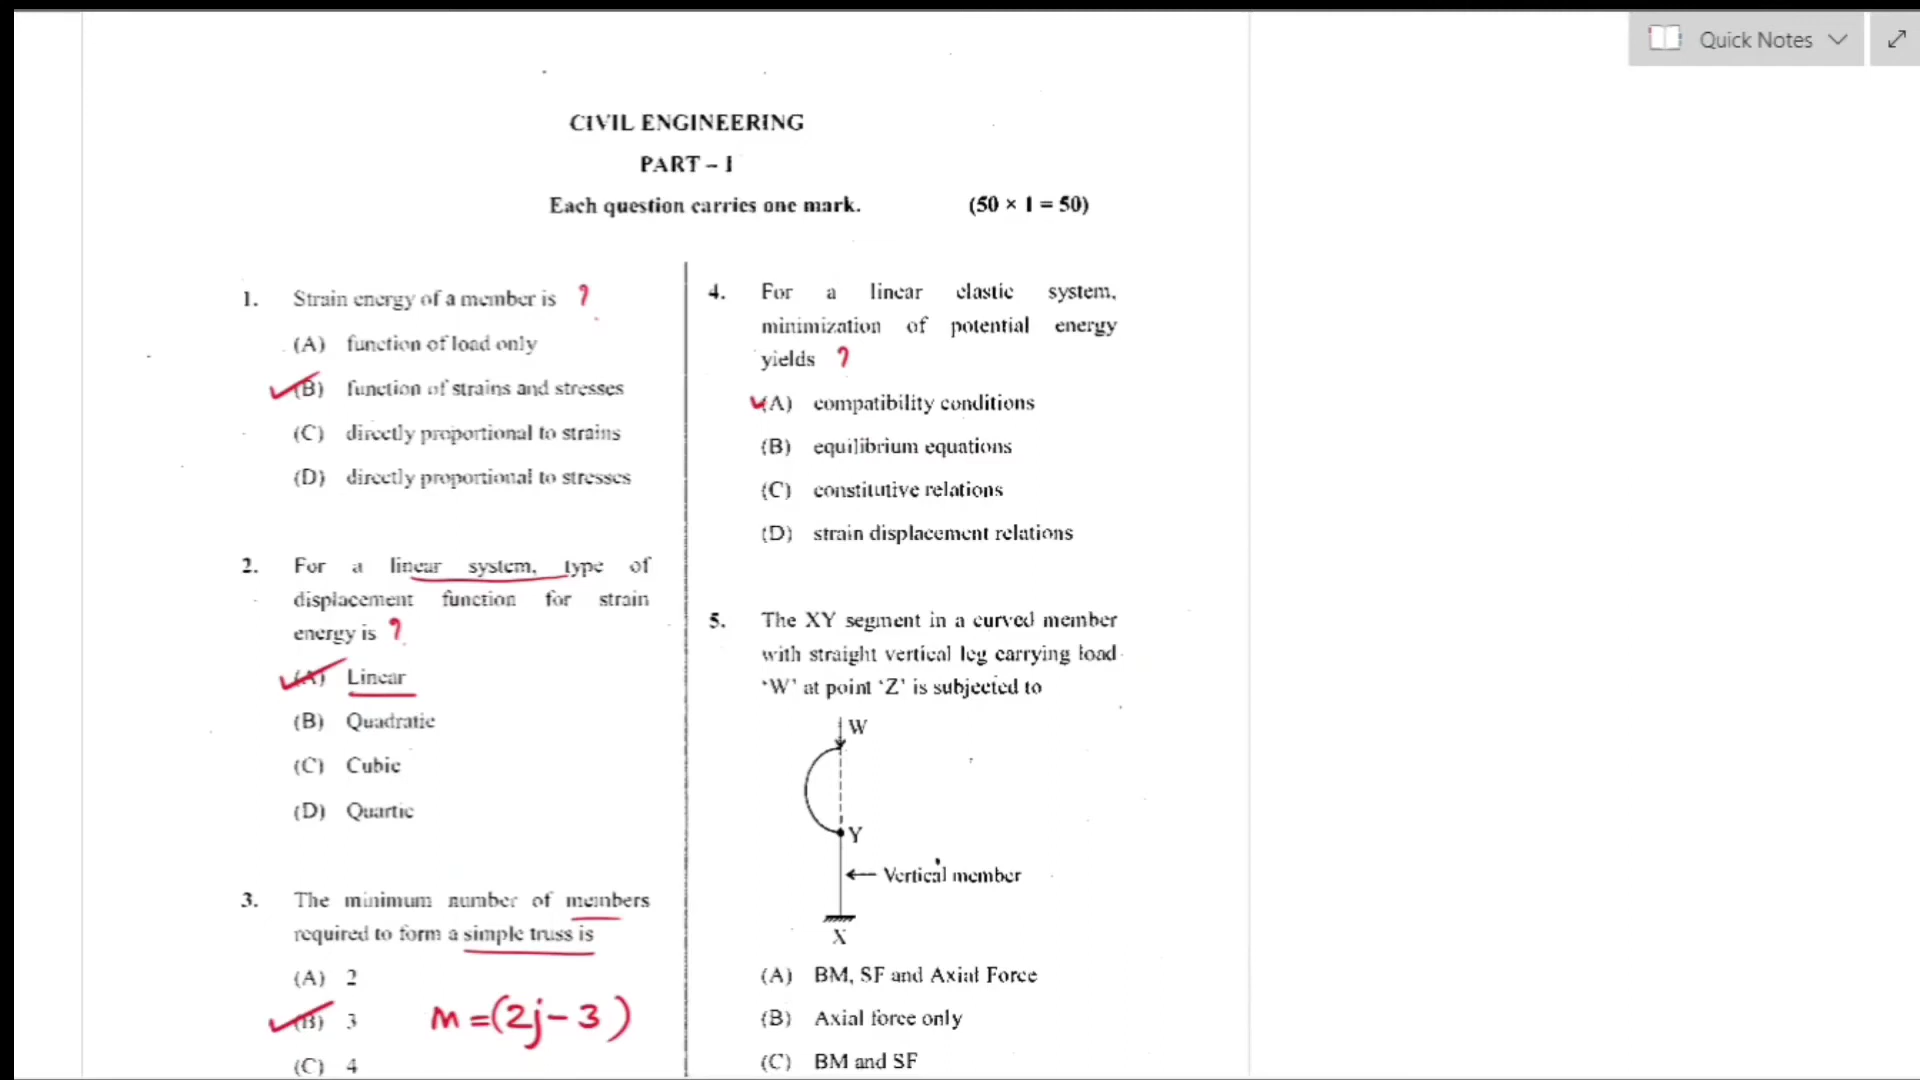 Quick Notes
CIVIL ENGINEERING
PART – I
Each question carries one mark. (50 × 1 = 50)
1. Strain energy of a member is ?
(A) function of load only
(B) function of strains and stresses
(C) directly proportional to strains
(D) directly proportional to stresses
2. For a linear system, type of
displacement function for strain
energy is ?
(A) Linear
(B) Quadratic
(C) Cubic
(D) Quartic
3. The minimum number of members
required to form a simple truss is
(A) 2
(B) 3 m = (2j - 3)
(C) 4
4. For a linear elastic system,
minimization of potential energy
yields ?
(A) compatibility conditions
(B) equilibrium equations
(C) constitutive relations
(D) strain displacement relations
5. The XY segment in a curved member
with straight vertical leg carrying load
‘W’ at point ‘Z’ is subjected to
W
Y
Vertical member
X
(A) BM, SF and Axial Force
(B) Axial force only
(C) BM and SF